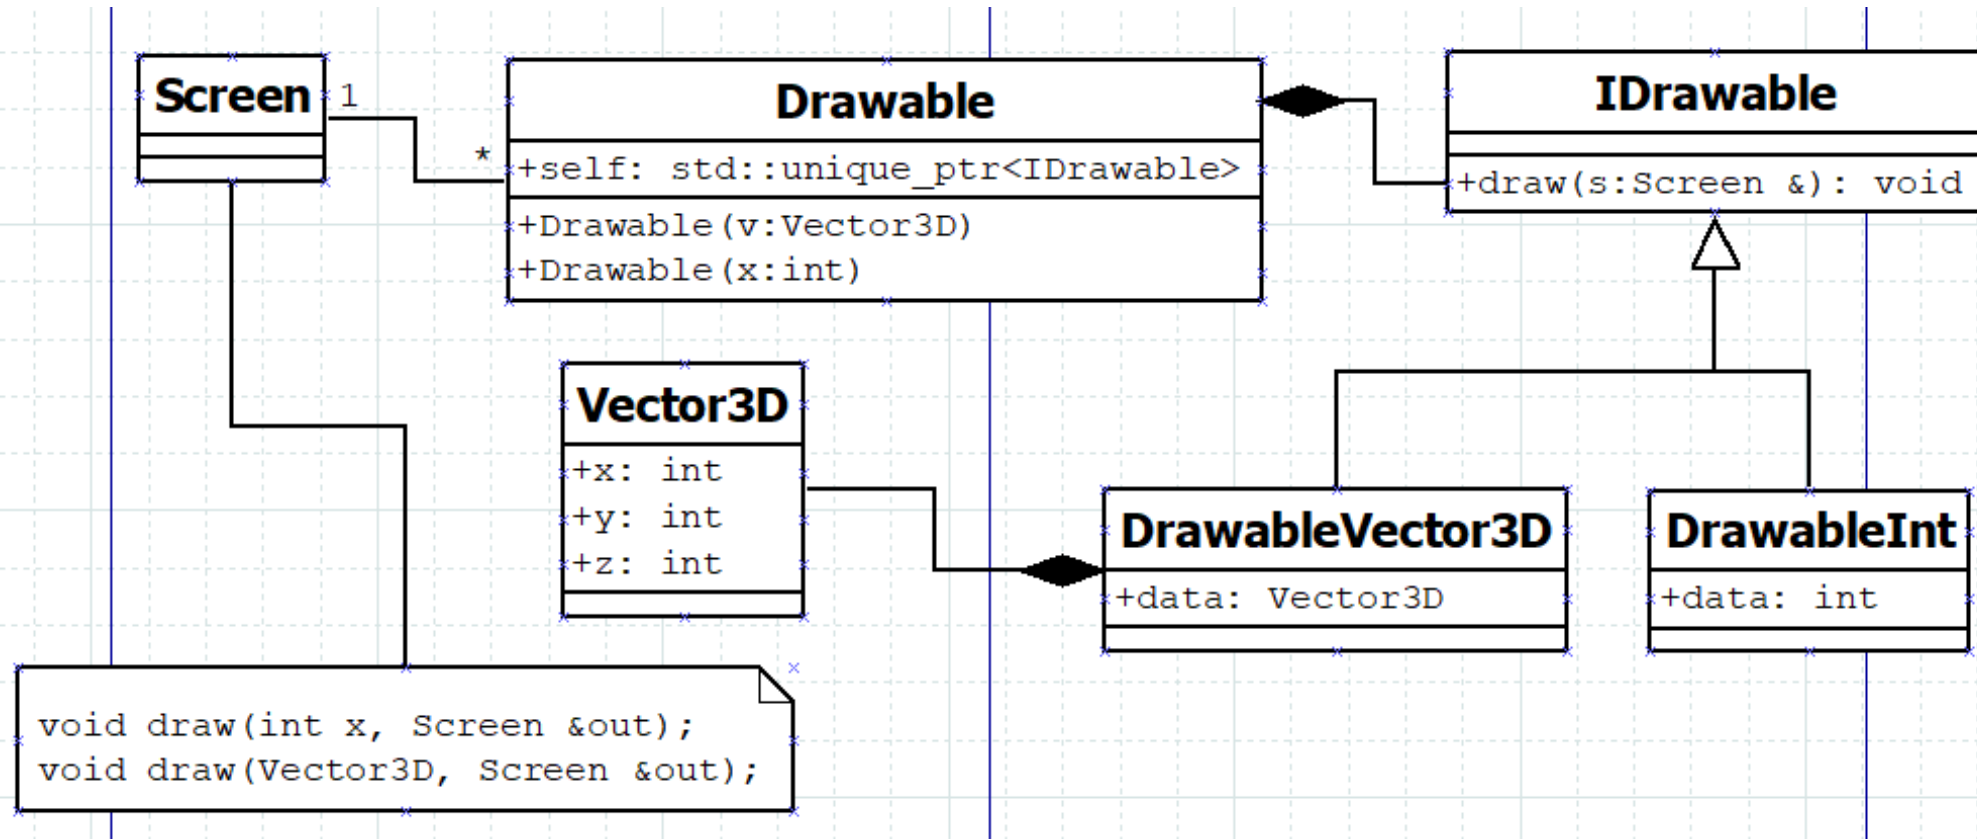 Screen
1
*
Drawable
+self: std::unique_ptr<IDrawable>
+Drawable(v:Vector3D)
+Drawable(x:int)
IDrawable
+draw(s:Screen &): void
Vector3D
+x: int
+y: int
+z: int
DrawableVector3D
+data: Vector3D
DrawableInt
+data: int
void draw(int x, Screen &out);
void draw(Vector3D, Screen &out);